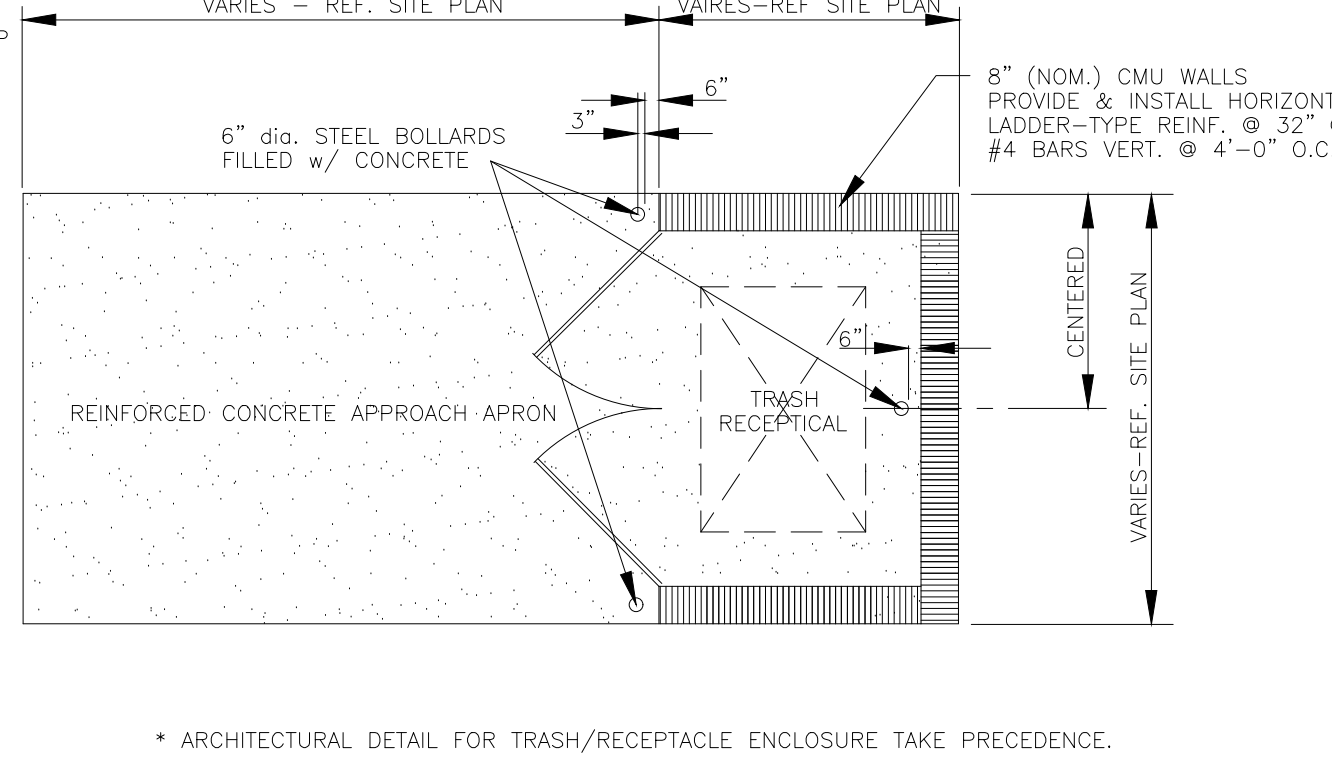 VARIES - REF. SITE PLAN
VAIRES-REF SITE PLAN
6"
3"
8" (NOM.) CMU WALLS
PROVIDE & INSTALL HORIZONT
LADDER-TYPE REINF. @ 32"
#4 BARS VERT. @ 4'-0" O.C.
6" dia. STEEL BOLLARDS
FILLED w/ CONCRETE
CENTERED
VARIES-REF. SITE PLAN
6"
REINFORCED CONCRETE APPROACH APRON
TRASH
RECEPTICAL
* ARCHITECTURAL DETAIL FOR TRASH/RECEPTACLE ENCLOSURE TAKE PRECEDENCE.